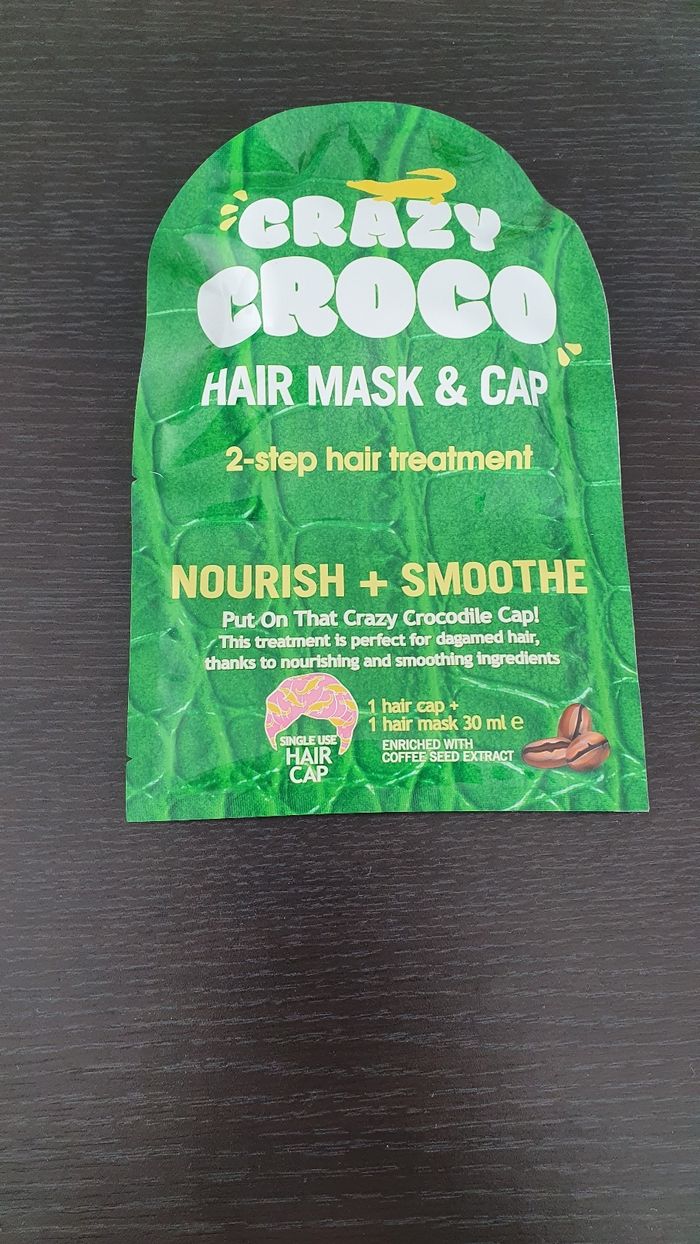 CRAZY
CROCO
HAIR MASK & CAP
2-step hair treatment
NOURISH + SMOOTHE
Put On That Crazy Crocodile Cap!
This treatment is perfect for dagamed hair,
thanks to nourishing and smoothing ingredients
SINGLE USE
HAIR
CAP
1 hair cap +
1 hair mask 30 ml ℮
ENRICHED WITH
COFFEE SEED EXTRACT